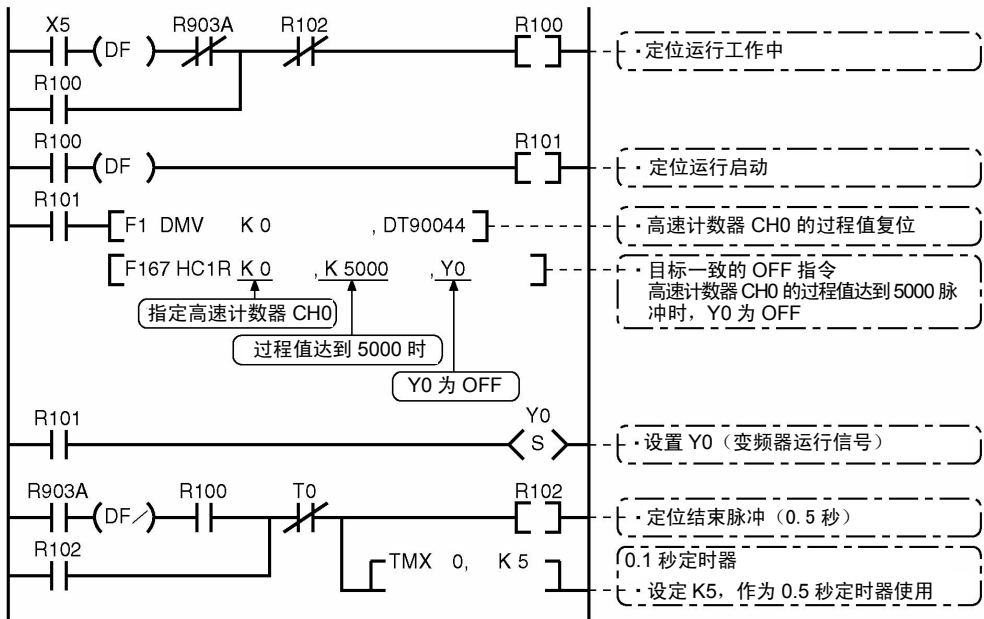 X5 R903A R102 R100
(DF) ·定位运行工作中
R100
R100 R101
(DF) ·定位运行启动
R101
F1 DMV K 0 , DT90044 ·高速计数器 CH0 的过程值复位
F167 HC1R K 0 , K 5000 , Y0 ·目标一致的 OFF 指令
高速计数器 CH0 的过程值达到 5000 脉
冲时，Y0 为 OFF
指定高速计数器 CH0
过程值达到 5000 时
Y0 为 OFF
R101 Y0
S ·设置 Y0（变频器运行信号）
R903A R100 T0 R102
(DF/) ·定位结束脉冲（0.5 秒）
R102
TMX 0, K 5 0.1 秒定时器
·设定 K5，作为 0.5 秒定时器使用